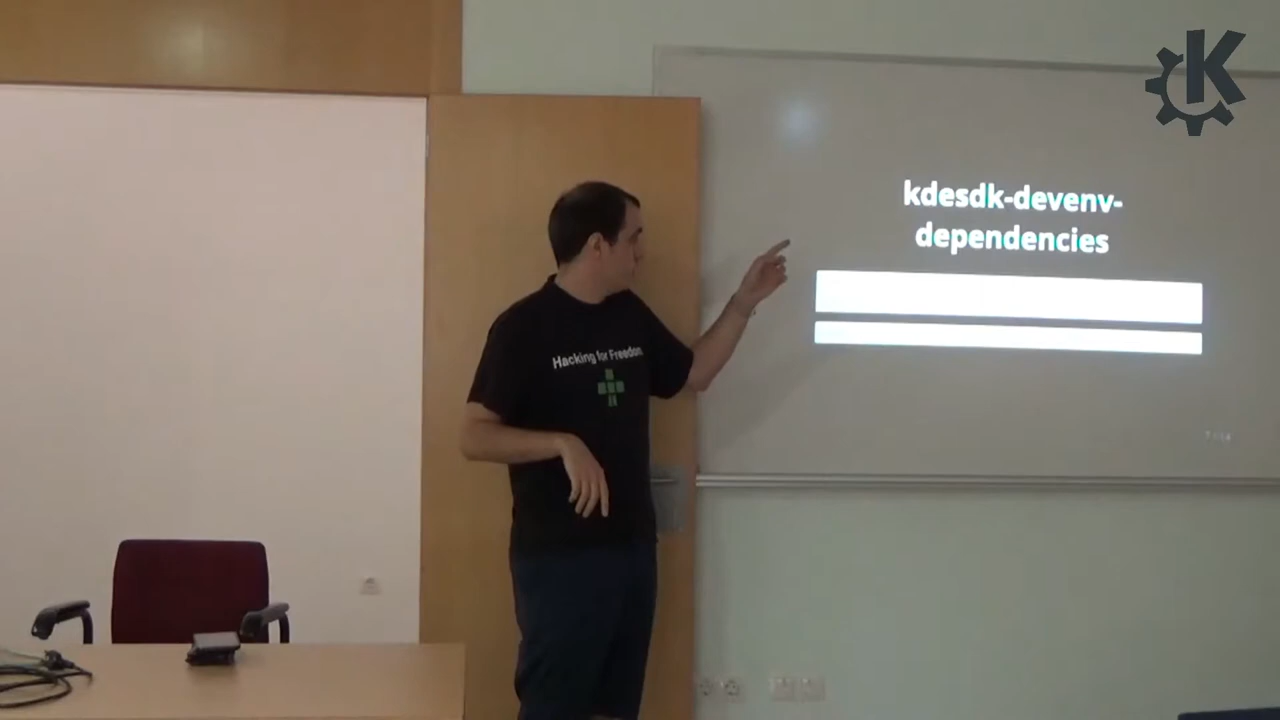 kdesdk-devenv-
dependencies
Hacking for Freedom